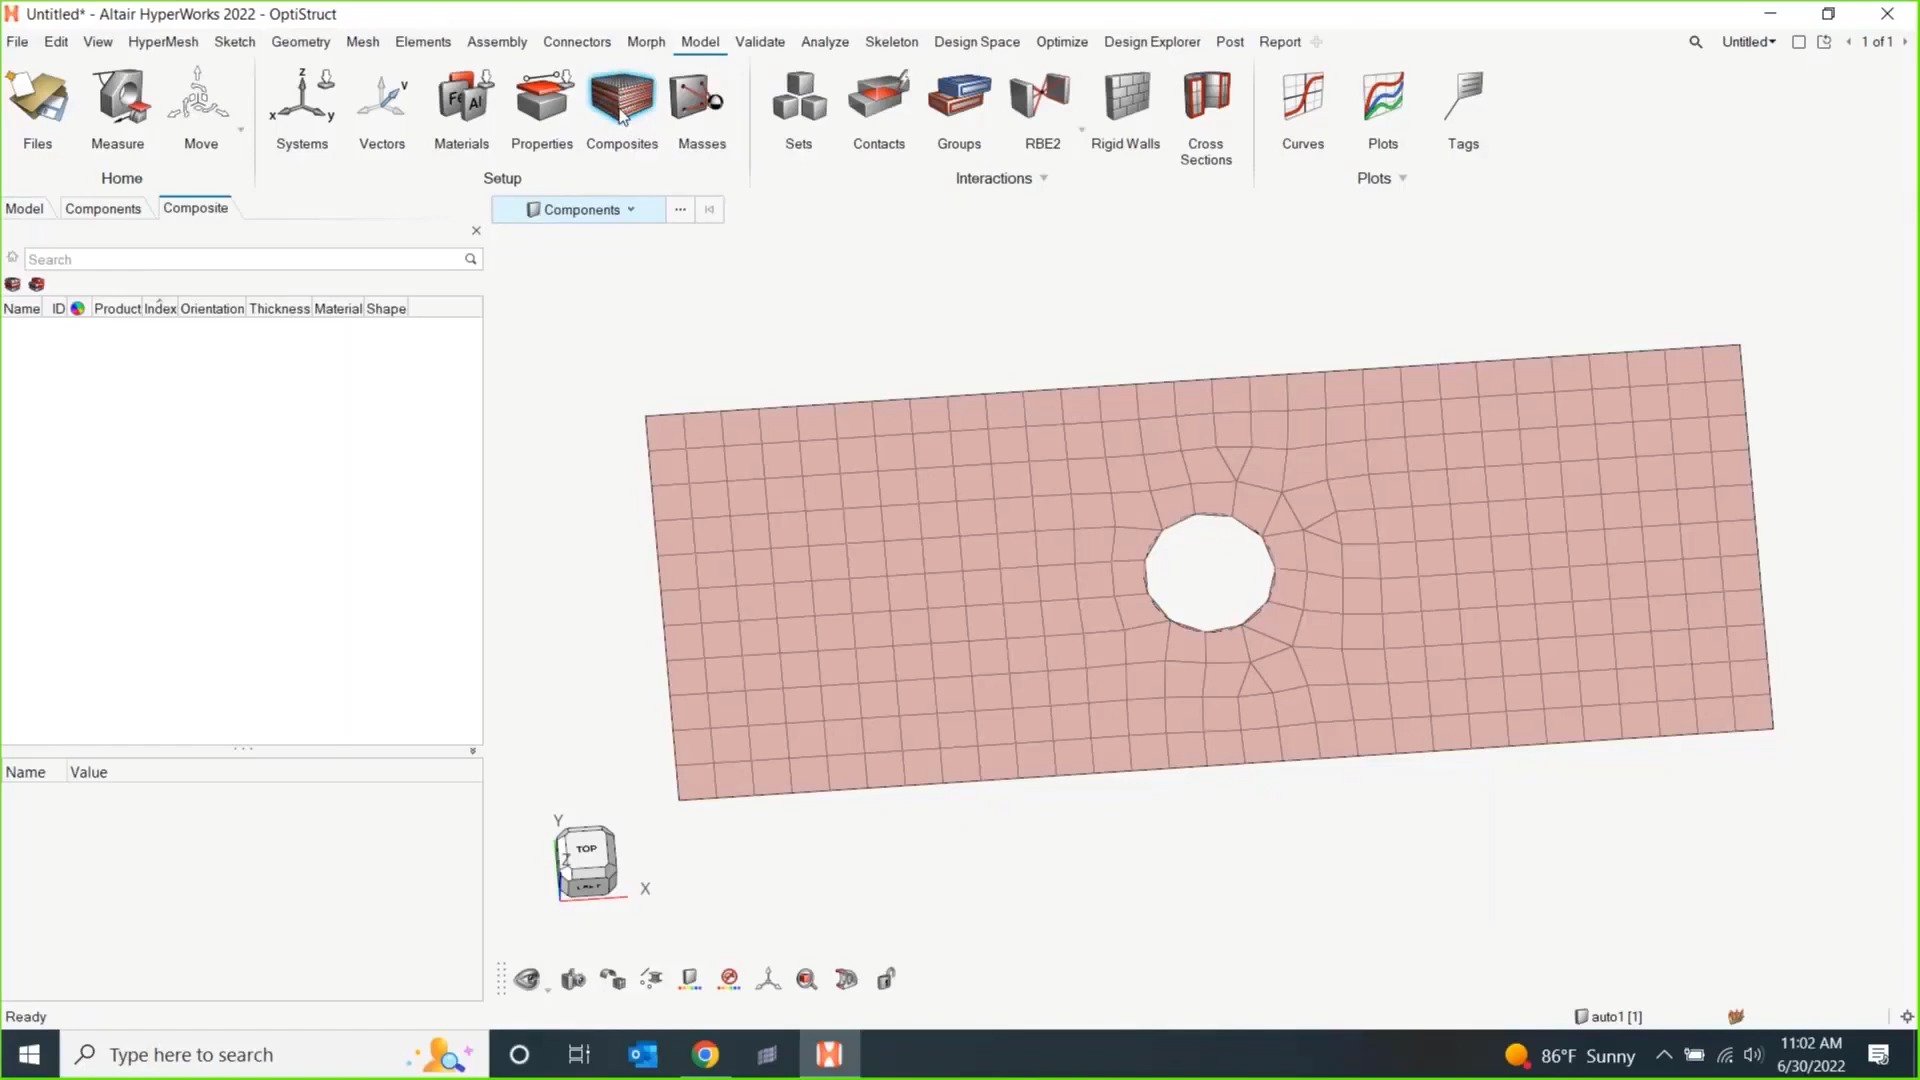 Untitled* - Altair HyperWorks 2022 - OptiStruct
File Edit View HyperMesh Sketch Geometry Mesh Elements Assembly Connectors Morph Model Validate Analyze Skeleton Design Space Optimize Design Explorer Post Report Untitled 1 of 1
Files Measure Move Systems Vectors Materials Properties Composites Masses Sets Contacts Groups RBE2 Rigid Walls Cross Sections Curves Plots Tags
Home Setup Interactions Plots
Model Components Composite
Components
Search
Name ID Product Index Orientation Thickness Material Shape
Name Value
Y
TOP
Z
X
Ready
auto1 [1]
Type here to search
86°F Sunny
11:02 AM
6/30/2022